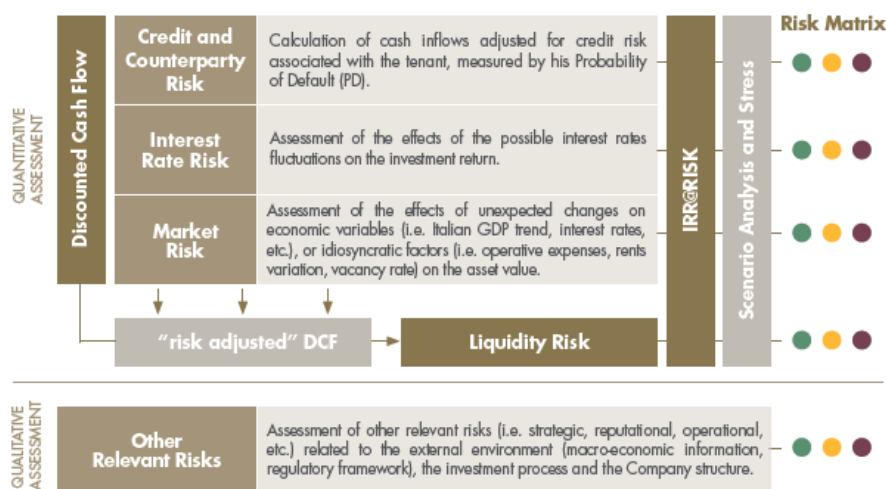 Risk Matrix
QUANTITATIVE
ASSESSMENT
Discounted Cash Flow
Credit and
Counterparty
Risk
Calculation of cash inflows adjusted for credit risk
associated with the tenant, measured by his Probability
of Default (PD).
Interest
Rate Risk
Assessment of the effects of the possible interest rates
fluctuations on the investment return.
Market
Risk
Assessment of the effects of unexpected changes on
economic variables (i.e. Italian GDP trend, interest rates,
etc.), or idiosyncratic factors (i.e. operative expenses, rents
variation, vacancy rate) on the asset value.
IRR@RISK
Scenario Analysis and Stress
“risk adjusted” DCF
Liquidity Risk
QUALITATIVE
ASSESSMENT
Other
Relevant Risks
Assessment of other relevant risks (i.e. strategic, reputational, operational,
etc.) related to the external environment (macro-economic information,
regulatory framework), the investment process and the Company structure.